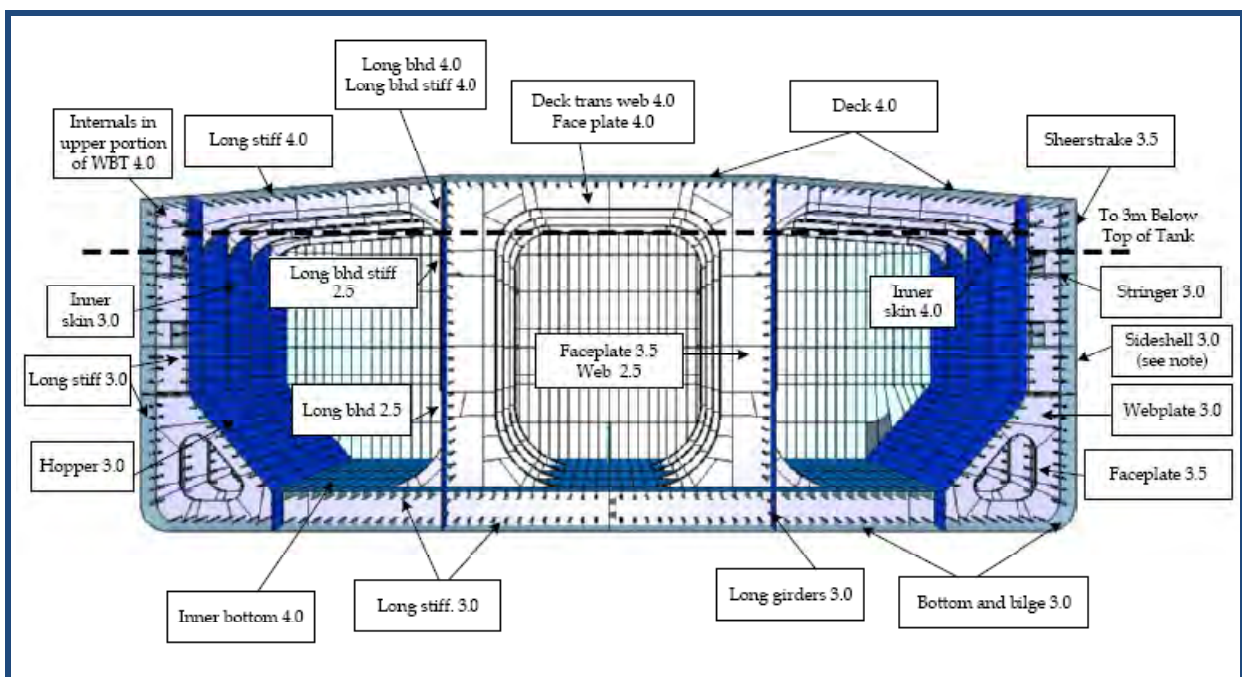 Long bhd 4.0
Long bhd stiff 4.0
Deck trans web 4.0
Face plate 4.0
Deck 4.0
Internals in
upper portion
of WBT 4.0
Long stiff 4.0
Sheerstrake 3.5
To 3m Below
Top of Tank
Long bhd stiff
2.5
Inner
skin 3.0
Inner
skin 4.0
Stringer 3.0
Faceplate 3.5
Web 2.5
Sideshell 3.0
(see note)
Long stiff 3.0
Long bhd 2.5
Webplate 3.0
Hopper 3.0
Faceplate 3.5
Inner bottom 4.0
Long stiff. 3.0
Long girders 3.0
Bottom and bilge 3.0